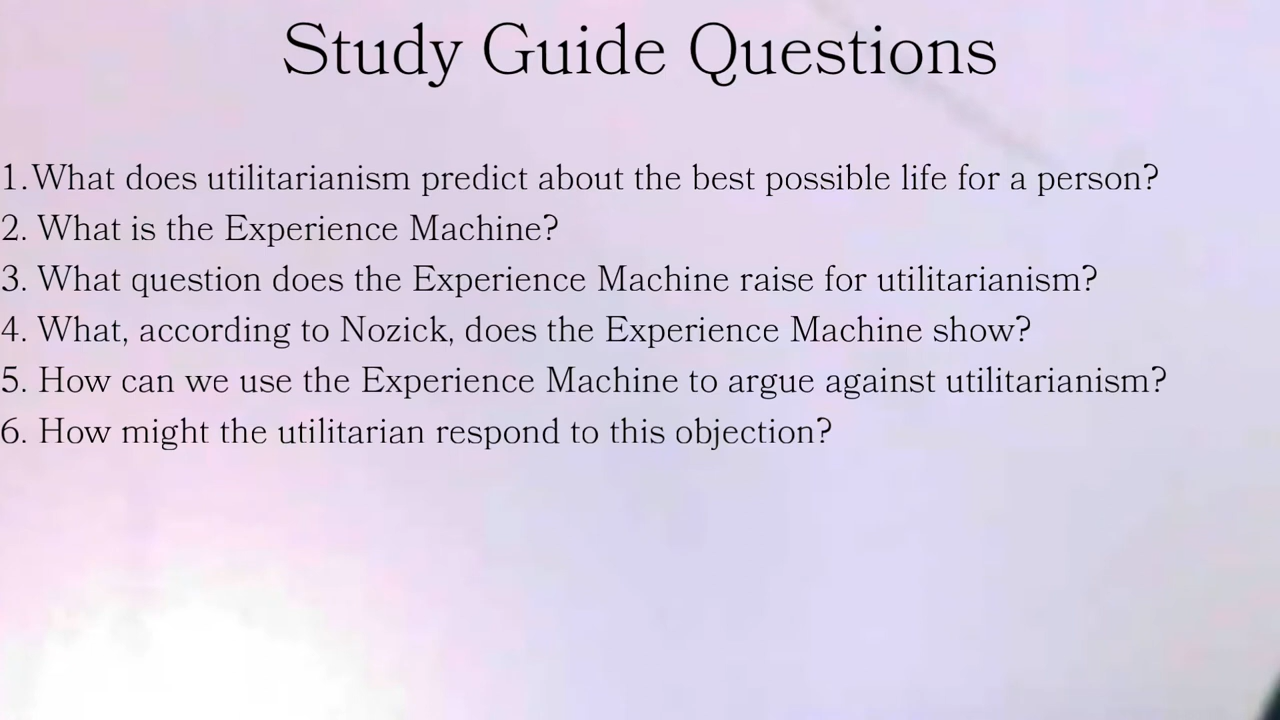 Study Guide Questions
1. What does utilitarianism predict about the best possible life for a person?
2. What is the Experience Machine?
3. What question does the Experience Machine raise for utilitarianism?
4. What, according to Nozick, does the Experience Machine show?
5. How can we use the Experience Machine to argue against utilitarianism?
6. How might the utilitarian respond to this objection?